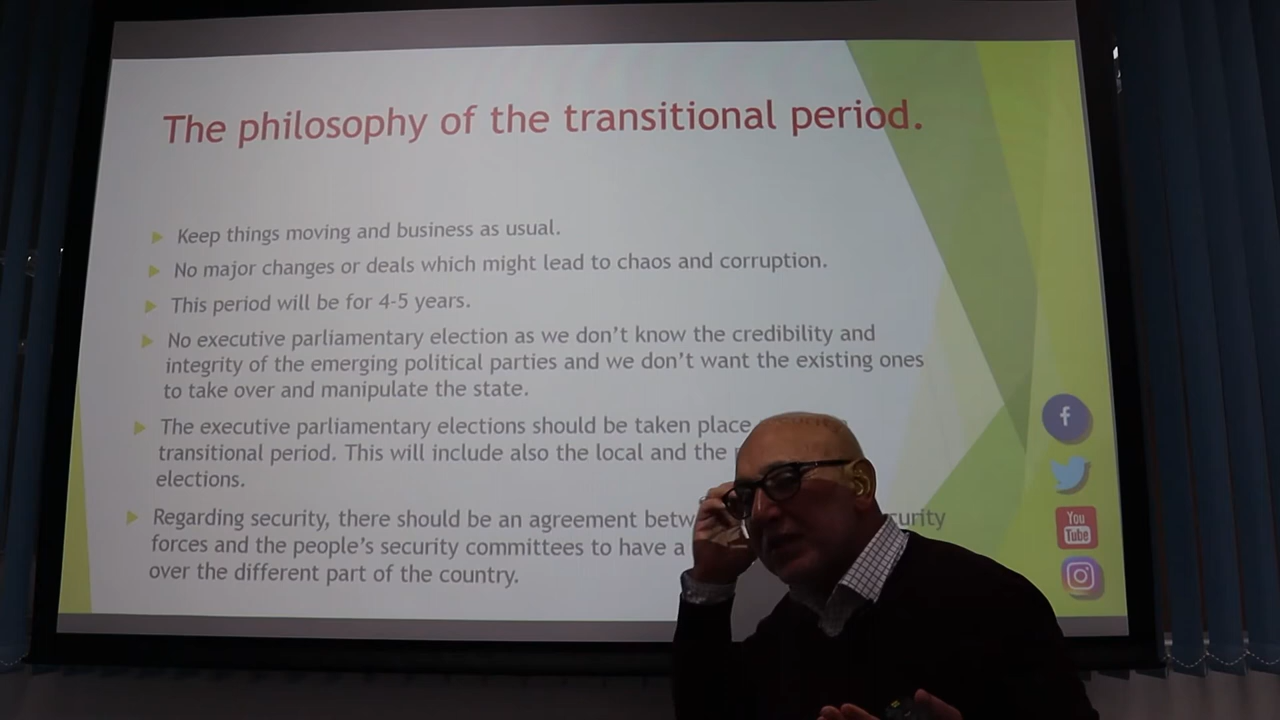 The philosophy of the transitional period.
Keep things moving and business as usual.
No major changes or deals which might lead to chaos and corruption.
This period will be for 4-5 years.
No executive parliamentary election as we don't know the credibility and
integrity of the emerging political parties and we don't want the existing ones
to take over and manipulate the state.
The executive parliamentary elections should be taken place
transitional period. This will include also the local and the
elections.
Regarding security, there should be an agreement
forces and the people's security committees to have a
over the different part of the country.
f
You
Tube